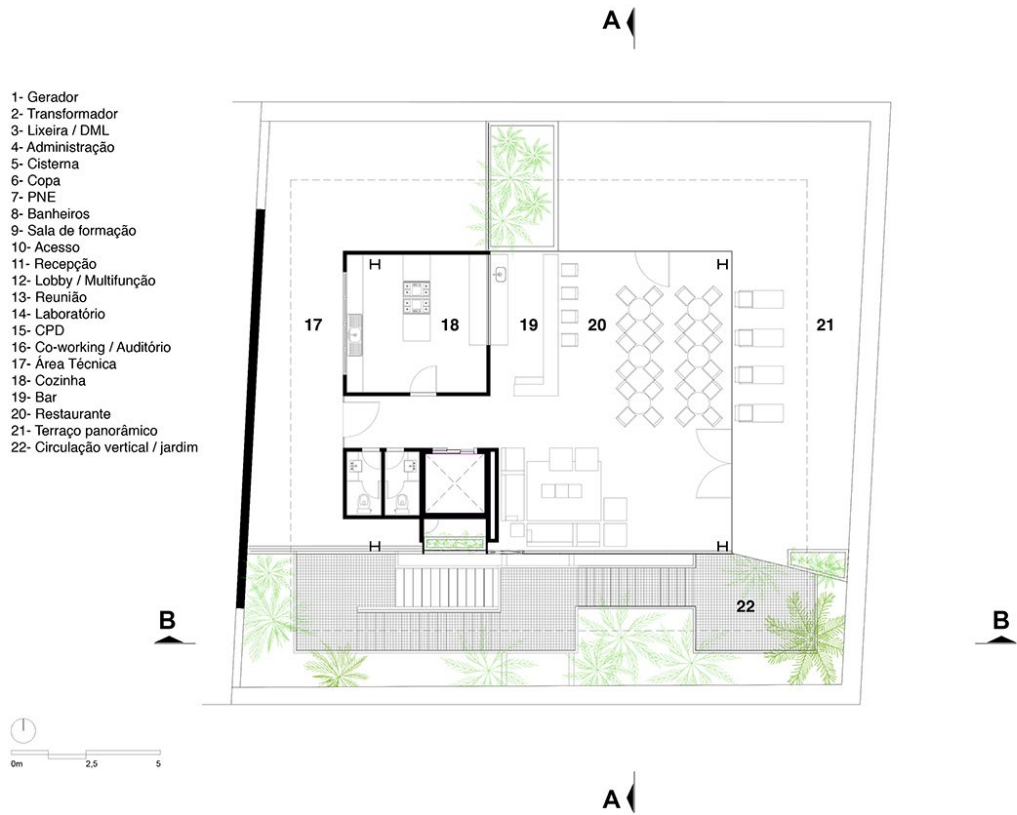 A
1- Gerador
2- Transformador
3- Lixeira / DML
4- Administração
5- Cisterna
6- Copa
7- PNE
8- Banheiros
9- Sala de formação
10- Acesso
11- Recepção
12- Lobby / Multifunção
13- Reunião
14- Laboratório
15- CPD
16- Co-working / Auditório
17- Área Técnica
18- Cozinha
19- Bar
20- Restaurante
21- Terraço panorâmico
22- Circulação vertical / jardim
17 18 19 20 21
22
B B
0m 2,5 5
A